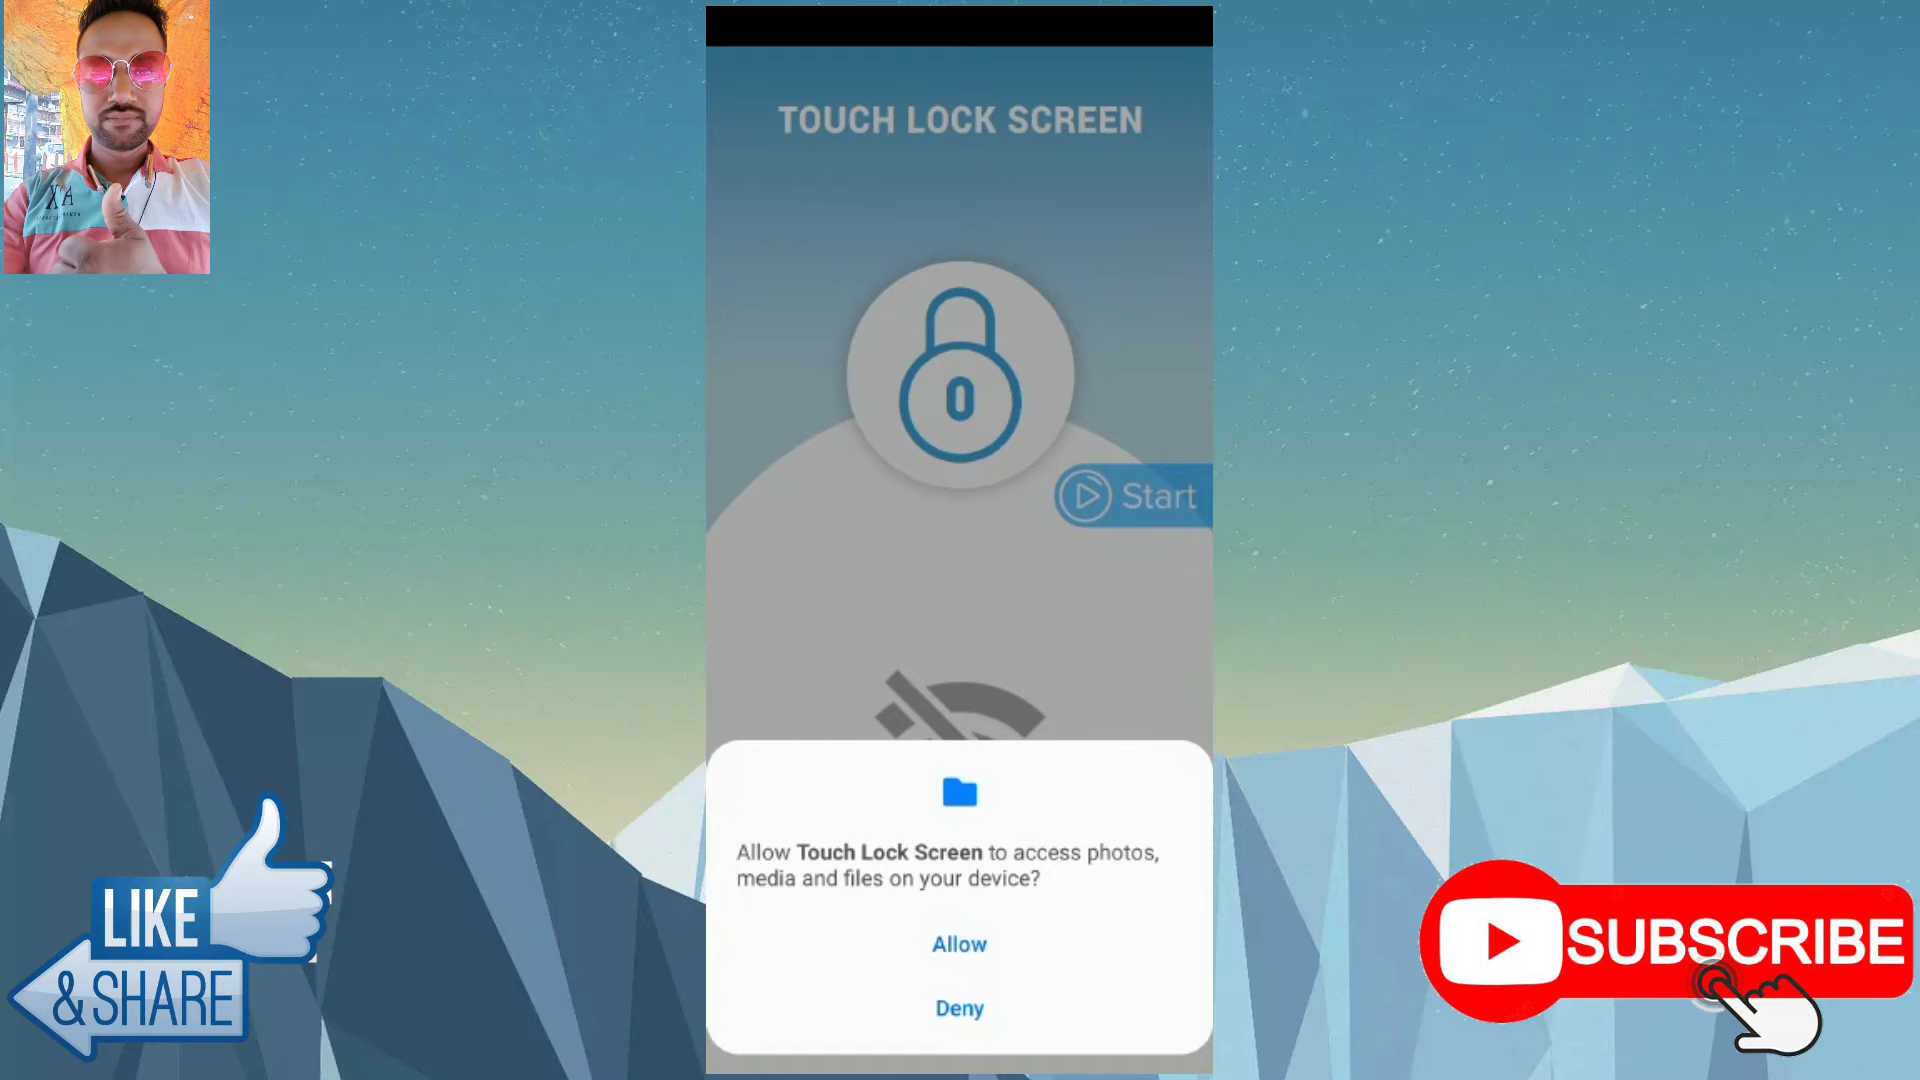 XA
TOUCH LOCK SCREEN
Start
Allow Touch Lock Screen to access photos,
media and files on your device?
Allow
Deny
LIKE
& SHARE
SUBSCRIBE